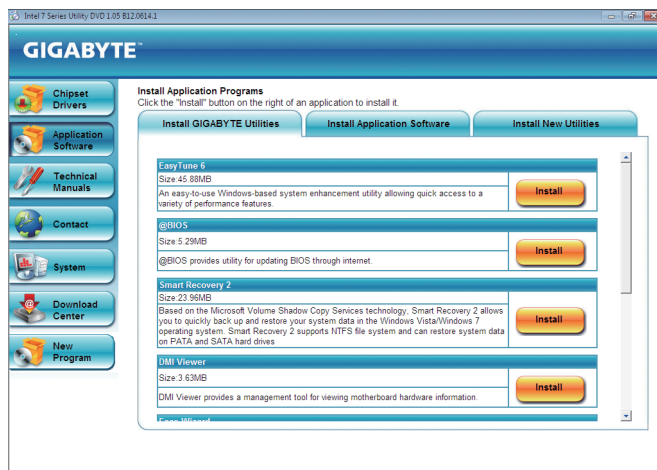 Intel 7 Series Utility DVD 1.05 B12.0614.1
GIGABYTE™
Chipset
Drivers
Application
Software
Technical
Manuals
Contact
System
Download
Center
New
Program
Install Application Programs
Click the "Install" button on the right of an application to install it.
Install GIGABYTE Utilities
Install Application Software
Install New Utilities
EasyTune 6
Size:45.88MB
An easy-to-use Windows-based system enhancement utility allowing quick access to a
variety of performance features.
Install
@BIOS
Size:5.29MB
@BIOS provides utility for updating BIOS through internet.
Install
Smart Recovery 2
Size:23.96MB
Based on the Microsoft Volume Shadow Copy Services technology, Smart Recovery 2 allows
you to quickly back up and restore your system data in the Windows Vista/Windows 7
operating system. Smart Recovery 2 supports NTFS file system and can restore system data
on PATA and SATA hard drives
Install
DMI Viewer
Size:3.63MB
DMI Viewer provides a management tool for viewing motherboard hardware information.
Install